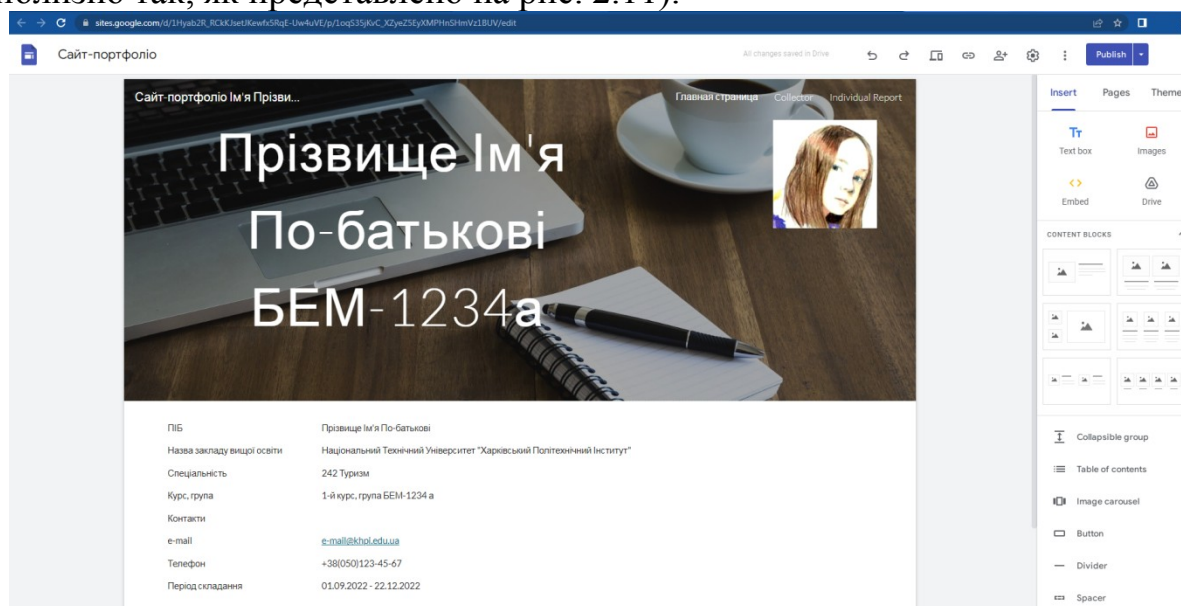 так, як представлено на рис. 2.11).
sites.google.com/d/1Hyab2R_RCkKJsetJKewfx5RqE-Uw4uVE/p/1oqS35jKvC_XZyeZ5EyXMPHnSHmVz1BUV/edit
Сайт-портфоліо
All changes saved in Drive
Publish
Сайт-портфоліо Ім'я Прізви...
Главная страница Collector Individual Report
Insert Pages Theme
Прізвище Ім'я
По-батькові
БЕМ-1234а
Tт
Text box Images
Embed Drive
CONTENT BLOCKS
ПІБ Прізвище Ім'я По-батькові
Назва закладу вищої освіти Національний Технічний Університет "Харківський Політехнічний Інститут"
Спеціальність 242 Туризм
Курс, група 1-й курс, група БЕМ-1234 а
Контакти
e-mail e-mail@khpi.edu.ua
Телефон +38(050)123-45-67
Період складання 01.09.2022 - 22.12.2022
Collapsible group
Table of contents
Image carousel
Button
Divider
Spacer